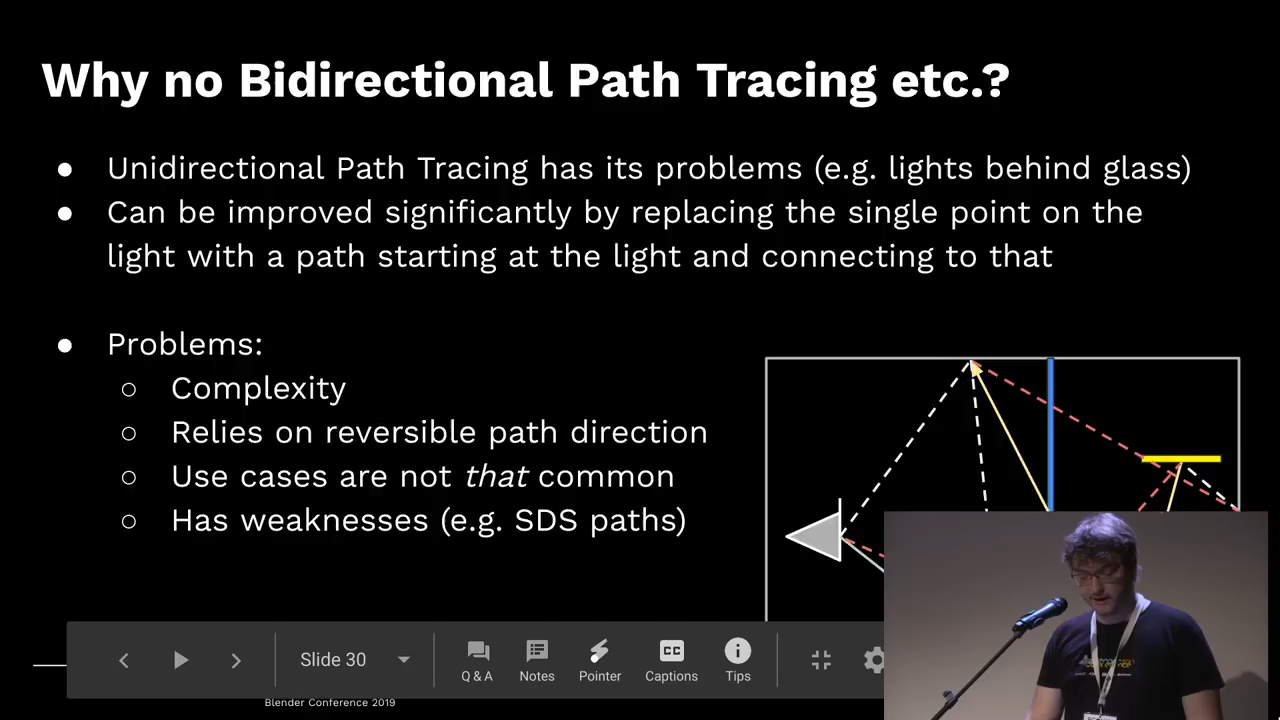 Why no Bidirectional Path Tracing etc.?
● Unidirectional Path Tracing has its problems (e.g. lights behind glass)
● Can be improved significantly by replacing the single point on the
light with a path starting at the light and connecting to that
● Problems:
○ Complexity
○ Relies on reversible path direction
○ Use cases are not that common
○ Has weaknesses (e.g. SDS paths)
Slide 30
Q & A
Notes
Pointer
Captions
Tips
Blender Conference 2019